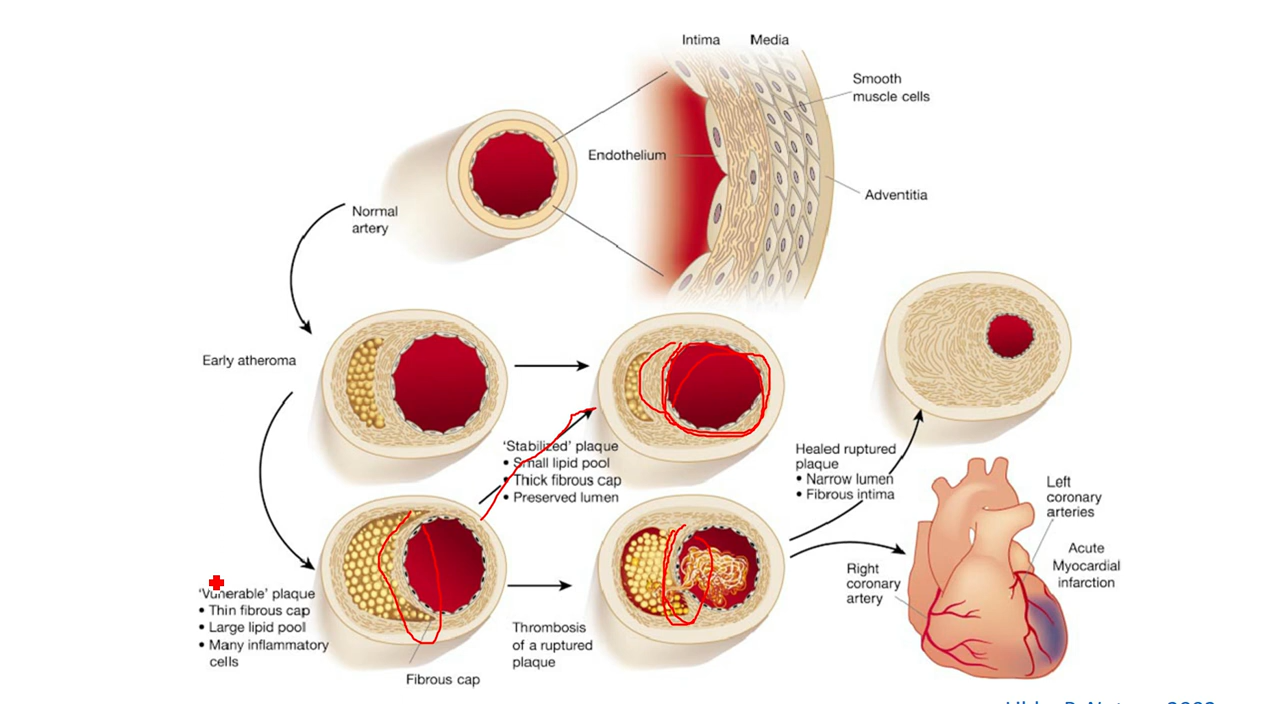 Intima Media
Smooth
muscle cells
Endothelium
Adventitia
Normal
artery
Early atheroma
'Stabilized' plaque
• Small lipid pool
• Thick fibrous cap
• Preserved lumen
Healed ruptured
plaque
• Narrow lumen
• Fibrous intima
Left
coronary
arteries
Acute
Myocardial
infarction
Right
coronary
artery
'Vulnerable' plaque
• Thin fibrous cap
• Large lipid pool
• Many inflammatory
cells
Thrombosis
of a ruptured
plaque
Fibrous cap